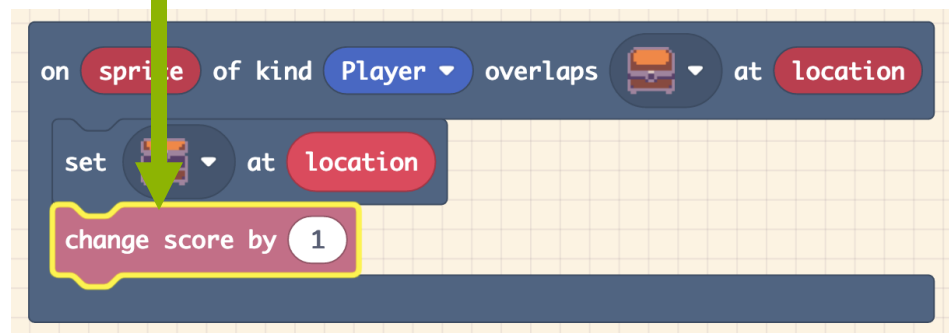 on sprite of kind Player overlaps at location
set at location
change score by 1